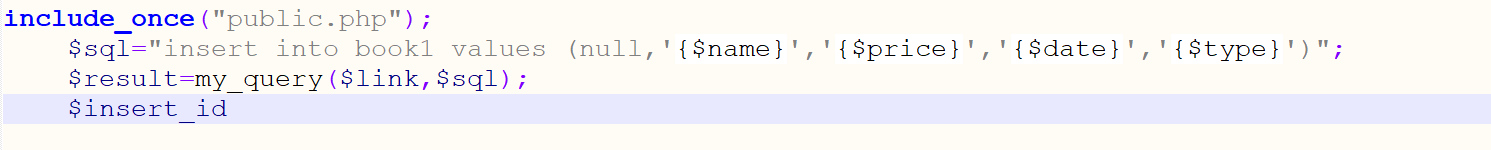 include_once("public.php");
$sql="insert into book1 values (null,'{$name}','{$price}','{$date}','{$type}')";
$result=my_query($link,$sql);
$insert_id